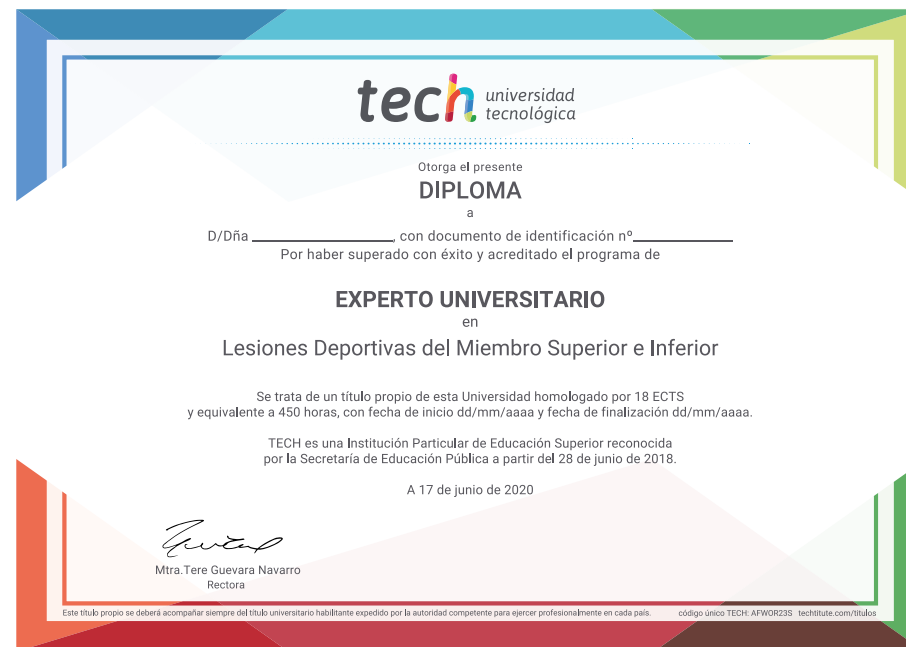 tech universidad
tecnológica
Otorga el presente
DIPLOMA
a
D/Dña ____________, con documento de identificación nº____________
Por haber superado con éxito y acreditado el programa de
EXPERTO UNIVERSITARIO
en
Lesiones Deportivas del Miembro Superior e Inferior
Se trata de un título propio de esta Universidad homologado por 18 ECTS
y equivalente a 450 horas, con fecha de inicio dd/mm/aaaa y fecha de finalización dd/mm/aaaa.
TECH es una Institución Particular de Educación Superior reconocida
por la Secretaría de Educación Pública a partir del 28 de junio de 2018.
A 17 de junio de 2020
Mtra.Tere Guevara Navarro
Rectora
Este título propio se deberá acompañar siempre del título universitario habilitante expedido por la autoridad competente para ejercer profesionalmente en cada país. código único TECH: AFWOR23S techtitute.com/titulos